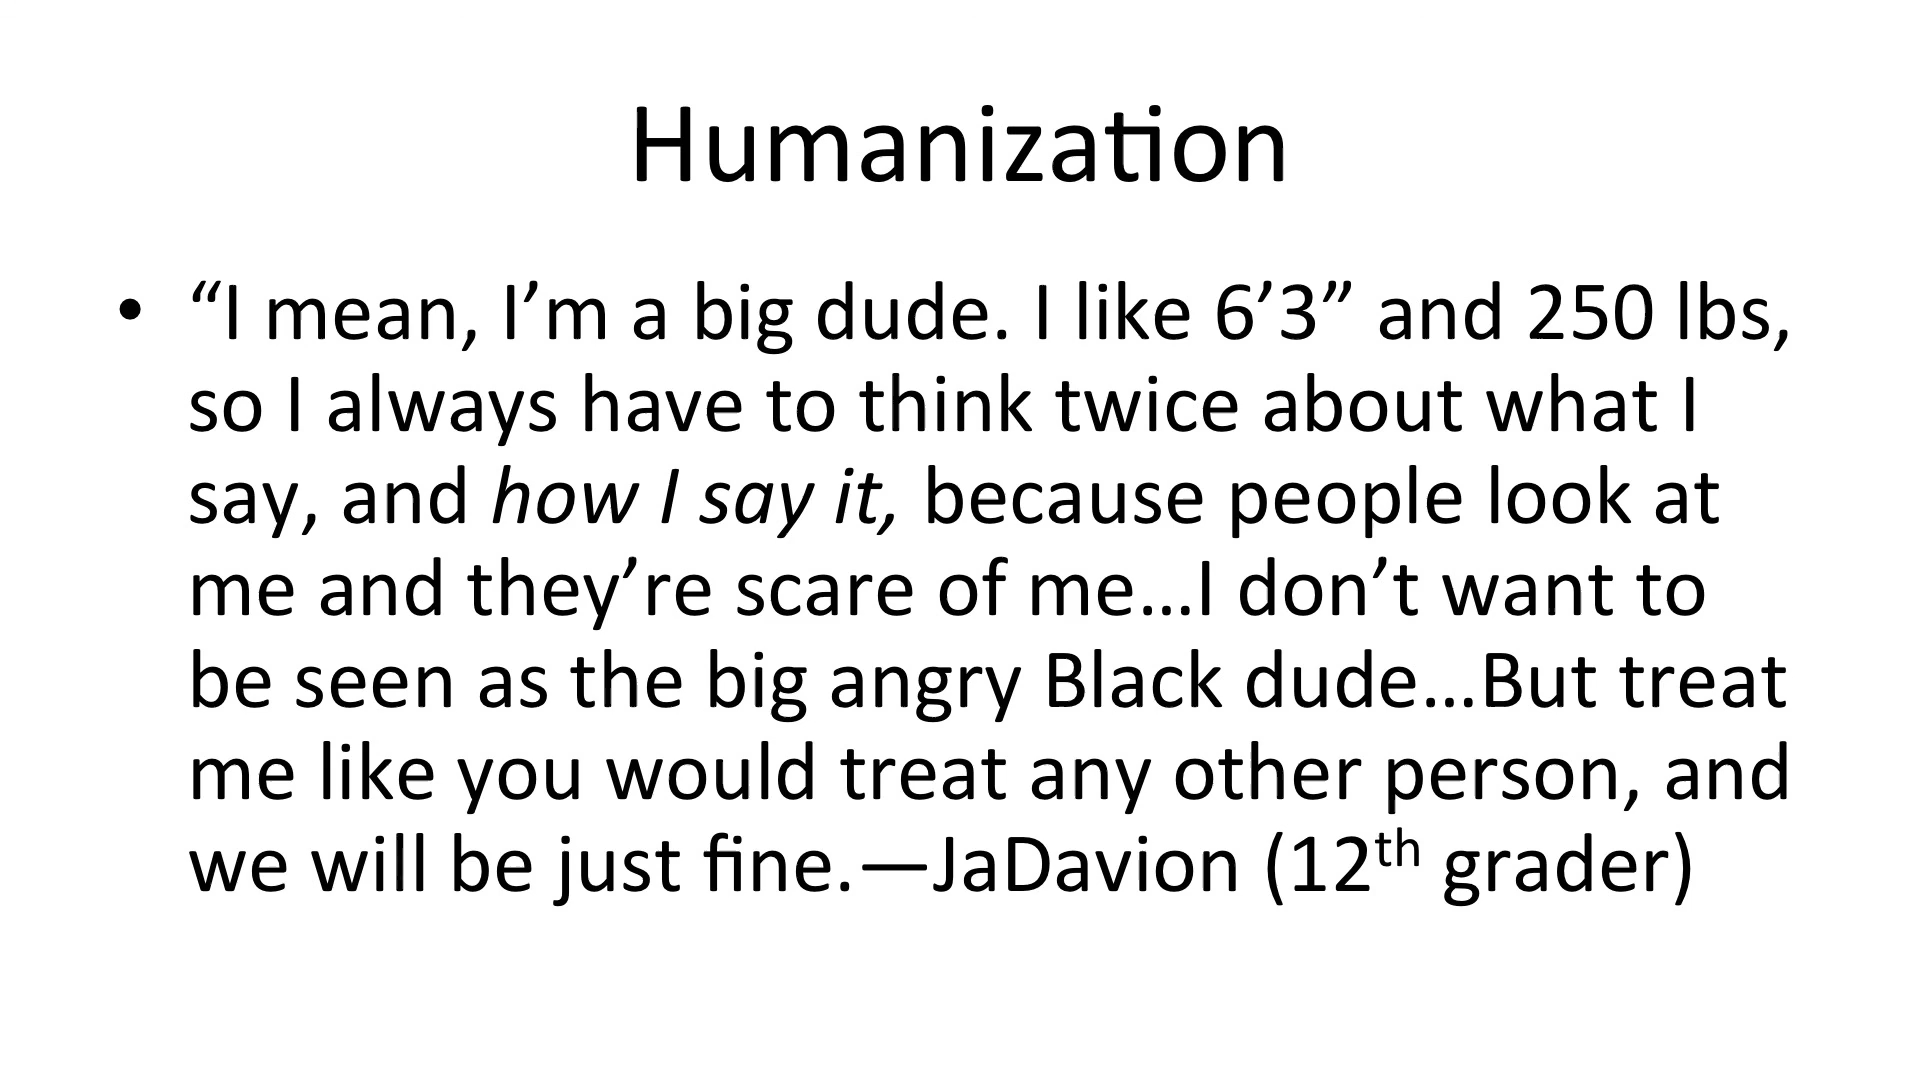 Humanization
• “I mean, I’m a big dude. I like 6’3” and 250 lbs,
so I always have to think twice about what I
say, and how I say it, because people look at
me and they’re scare of me…I don’t want to
be seen as the big angry Black dude…But treat
me like you would treat any other person, and
we will be just fine.—JaDavion (12th grader)